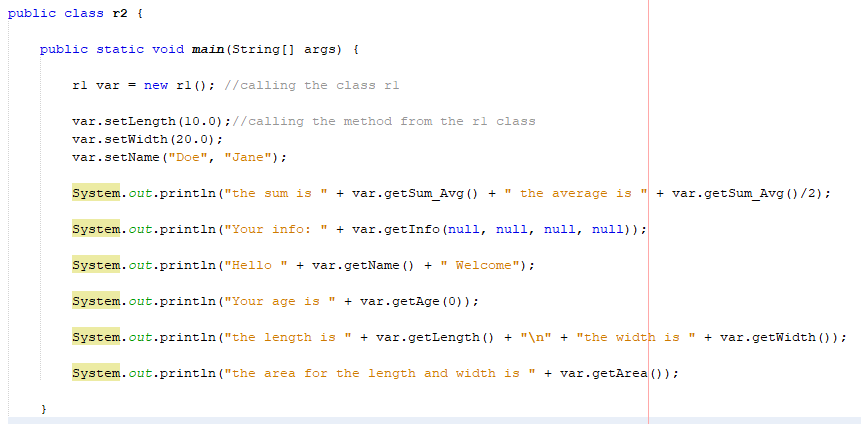 public class r2 {
public static void main(String[] args) {
r1 var = new r1(); //calling the class r1
var.setLength(10.0);//calling the method from the r1 class
var.setWidth(20.0);
var.setName("Doe", "Jane");
System.out.println("the sum is " + var.getSum_Avg() + " the average is " + var.getSum_Avg()/2);
System.out.println("Your info: " + var.getInfo(null, null, null, null));
System.out.println("Hello " + var.getName() + " Welcome");
System.out.println("Your age is " + var.getAge(0));
System.out.println("the length is " + var.getLength() + "\n" + "the width is " + var.getWidth());
System.out.println("the area for the length and width is " + var.getArea());
}